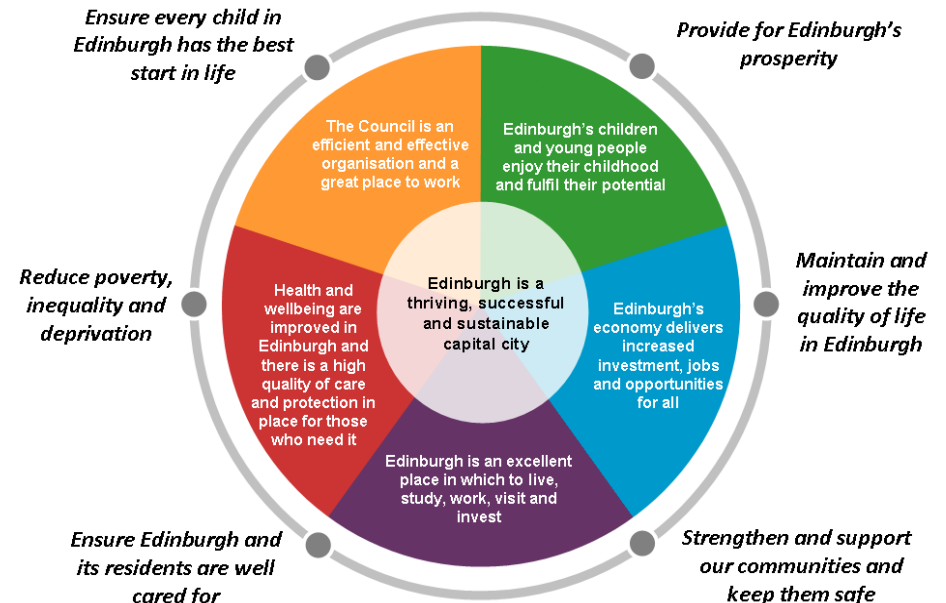 Ensure every child in
Edinburgh has the best
start in life
Provide for Edinburgh's
prosperity
The Council is an
efficient and effective
organisation and a
great place to work
Edinburgh's children
and young people
enjoy their childhood
and fulfil their potential
Reduce poverty,
inequality and
deprivation
Health and
wellbeing are
improved in
Edinburgh and
there is a high
quality of care
and protection in
place for those
who need it
Edinburgh is a
thriving, successful
and sustainable
capital city
Edinburgh's
economy delivers
increased
investment, jobs
and opportunities
for all
Maintain and
improve the
quality of life
in Edinburgh
Edinburgh is an excellent
place in which to live,
study, work, visit and
invest
Ensure Edinburgh and
its residents are well
cared for
Strengthen and support
our communities and
keep them safe